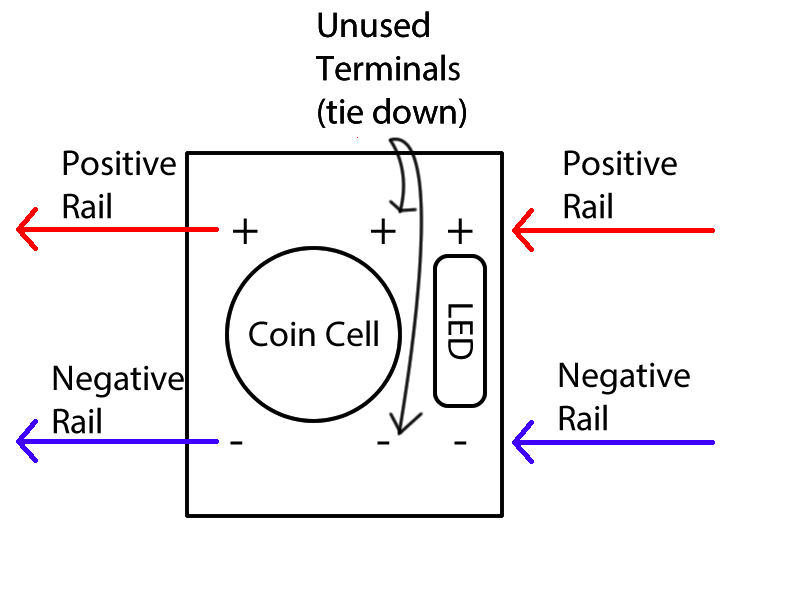 Unused
Terminals
(tie down)
Positive
Rail
Positive
Rail
+ + +
Coin Cell
LED
Negative
Rail
Negative
Rail
- - -